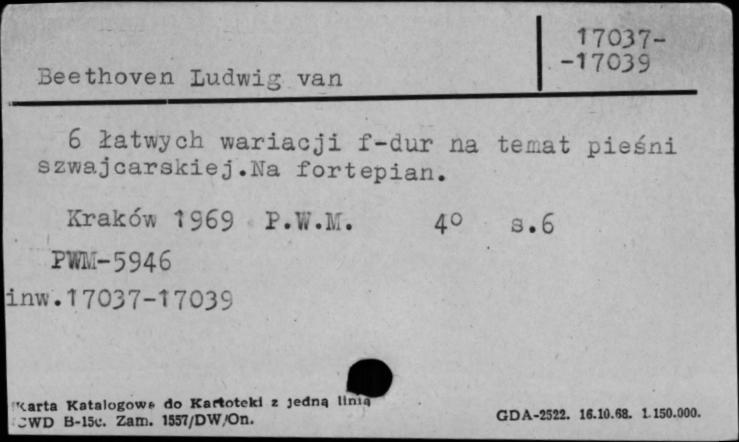 17037-
-17039
Beethoven Ludwig van
6 łatwych wariacji f-dur na temat pieśni
szwajcarskiej.Na fortepian.
Kraków 1969 P.W.M. 4° s.6
PWM-5946
inw.17037-17039
Karta Katalogowa do Kartoteki z jedną linią
CWD B-15c. Zam. 1557/DW/On.
GDA-2522. 16.10.68. 1.150.000.